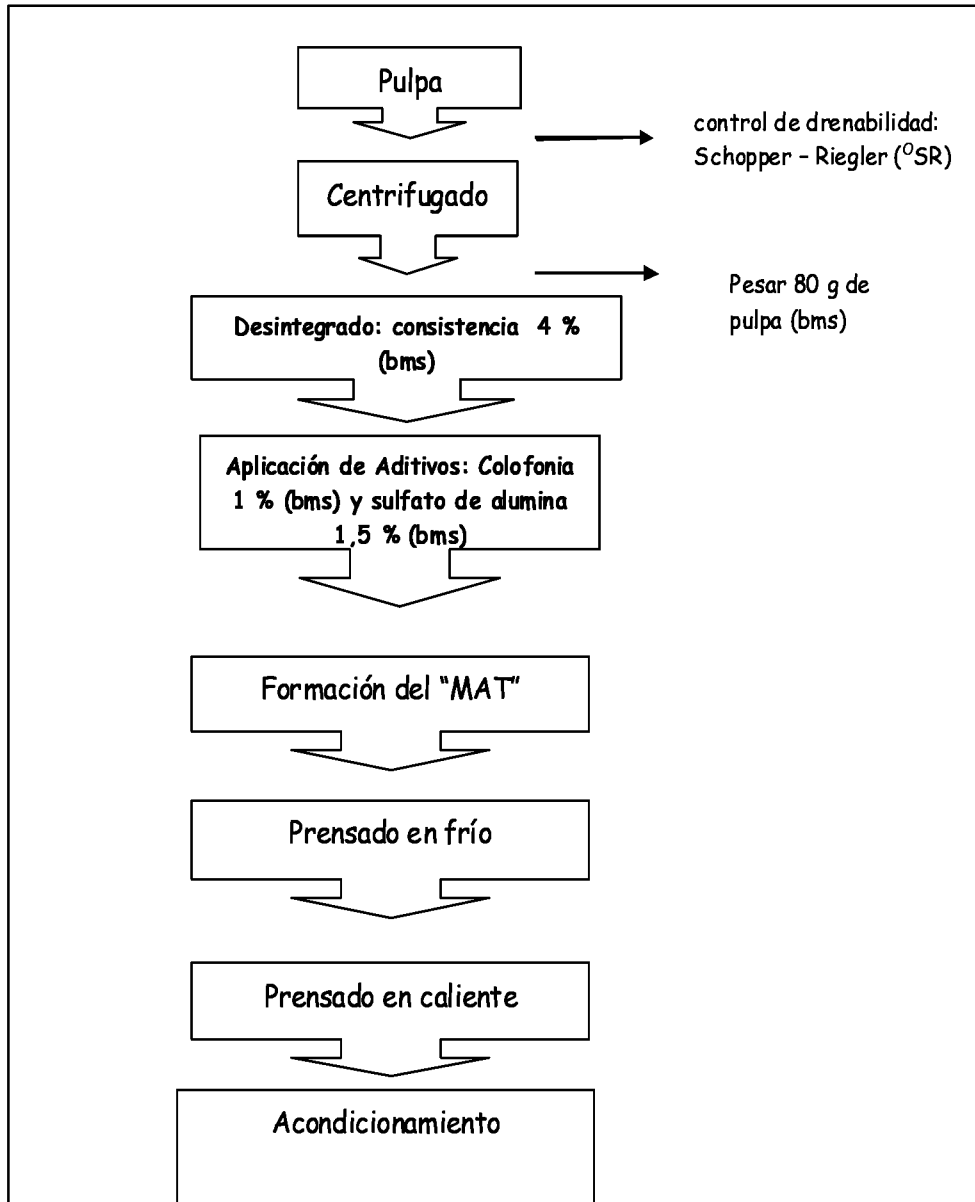 Pulpa
control de drenabilidad:
Schopper – Riegler (ºSR)
Centrifugado
Pesar 80 g de
pulpa (bms)
Desintegrado: consistencia 4 %
(bms)
Aplicación de Aditivos: Colofonia
1 % (bms) y sulfato de alumina
1,5 % (bms)
Formación del “MAT”
Prensado en frío
Prensado en caliente
Acondicionamiento